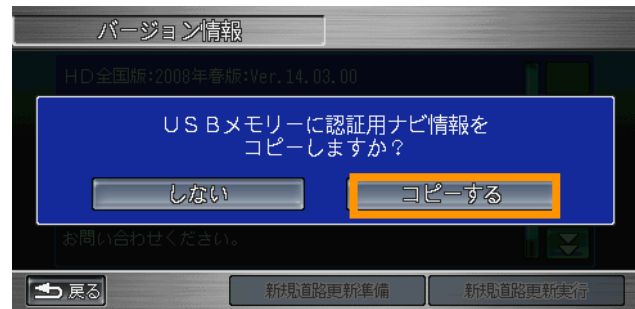 バージョン情報
HD全国版:2008年春版:Ver.14.03.00
ＵＳＢメモリーに認証用ナビ情報を
コピーしますか？
しない
コピーする
お問い合わせください。
戻る
新規道路更新準備
新規道路更新実行